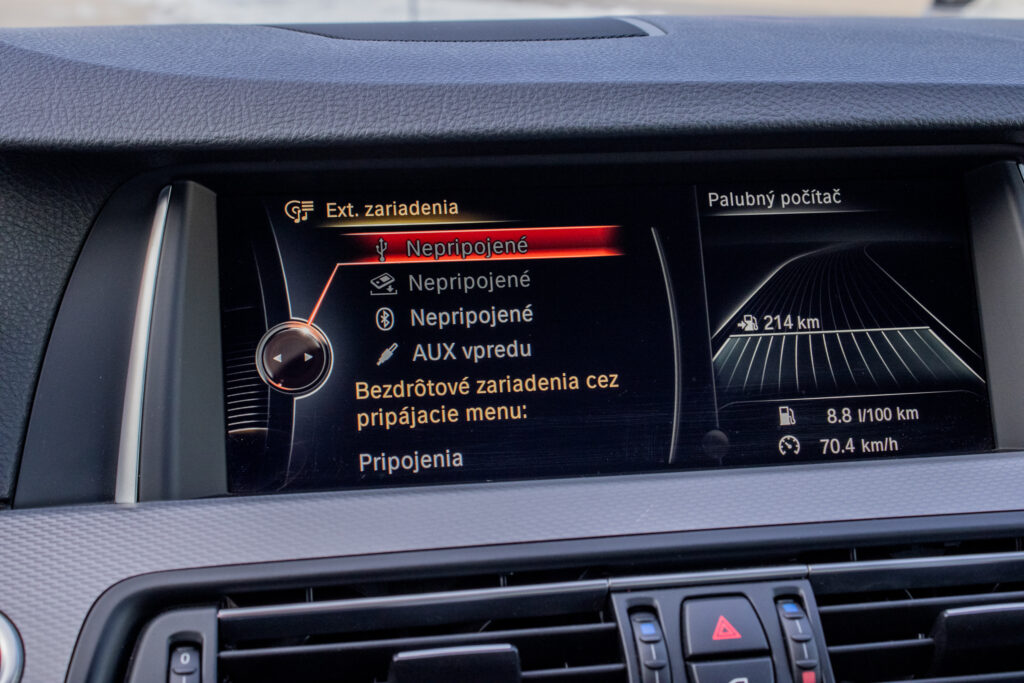 Ext. zariadenia
Nepripojené
Nepripojené
Nepripojené
AUX vpredu
Bezdrôtové zariadenia cez
pripájacie menu:
Pripojenia
Palubný počítač
214 km
8.8 l/100 km
70.4 km/h
0